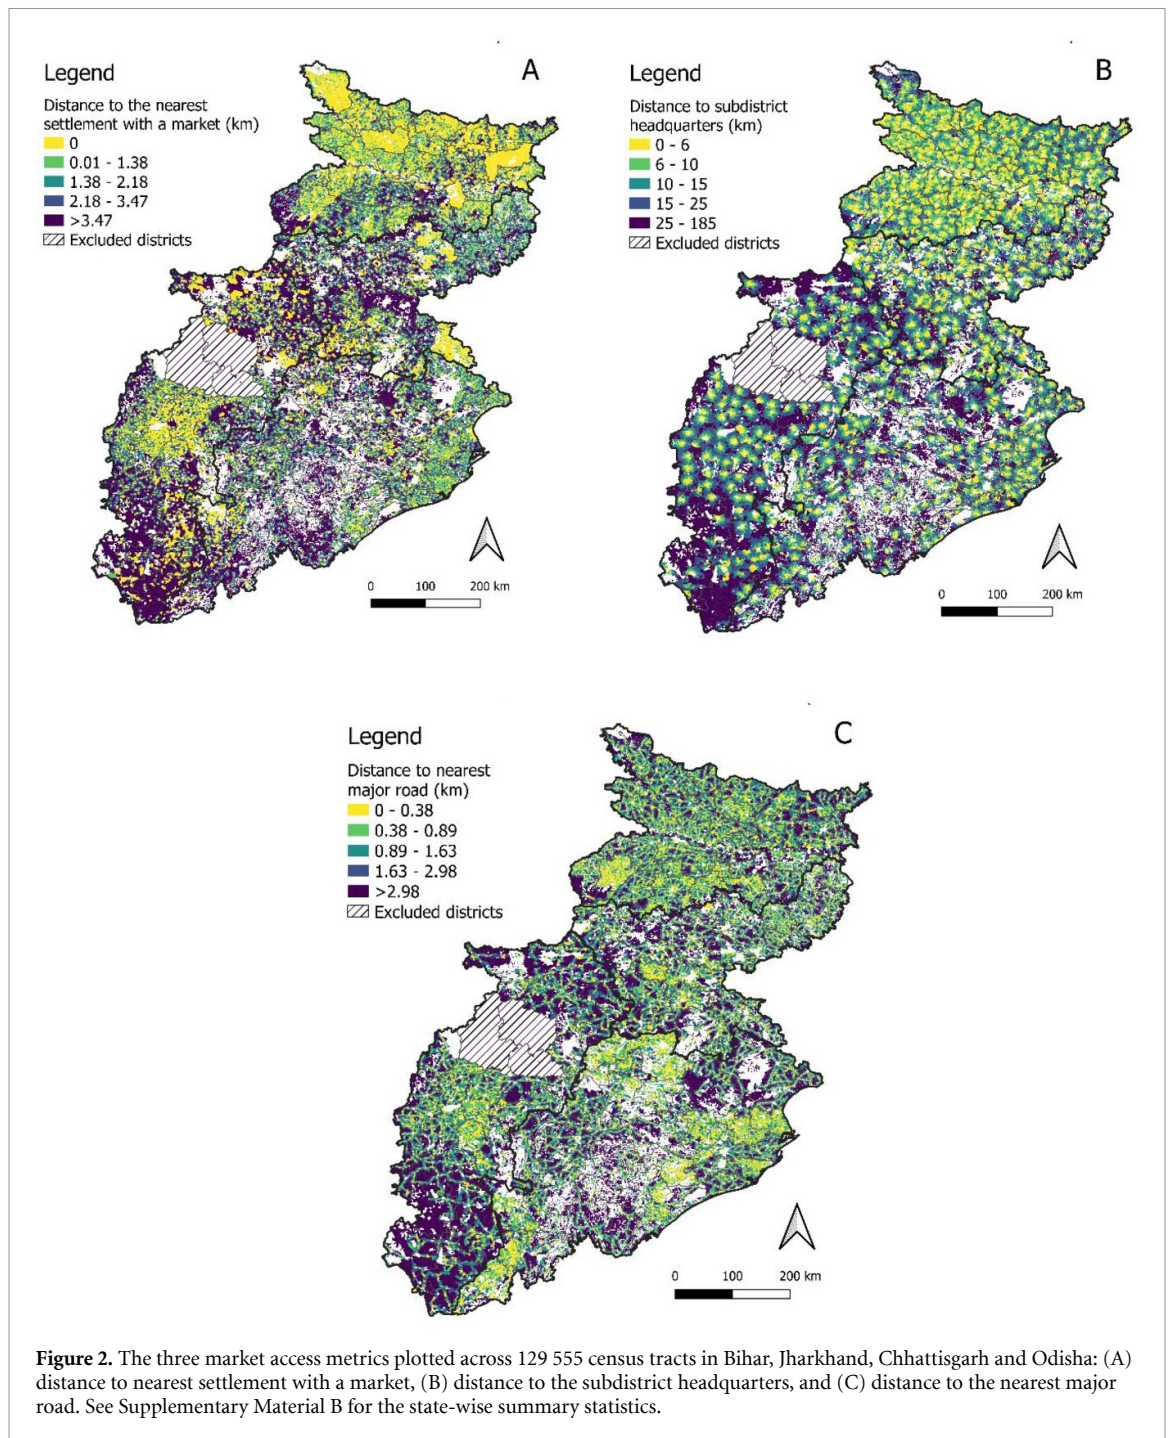 Legend
A
Distance to the nearest
settlement with a market (km)
0
0.01 - 1.38
1.38 - 2.18
2.18 - 3.47
>3.47
Excluded districts
0 100 200 km
Legend
B
Distance to subdistrict
headquarters (km)
0 - 6
6 - 10
10 - 15
15 - 25
25 - 185
Excluded districts
0 100 200 km
Legend
C
Distance to nearest
major road (km)
0 - 0.38
0.38 - 0.89
0.89 - 1.63
1.63 - 2.98
>2.98
Excluded districts
0 100 200 km
Figure 2. The three market access metrics plotted across 129 555 census tracts in Bihar, Jharkhand, Chhattisgarh and Odisha: (A)
distance to nearest settlement with a market, (B) distance to the subdistrict headquarters, and (C) distance to the nearest major
road. See Supplementary Material B for the state-wise summary statistics.